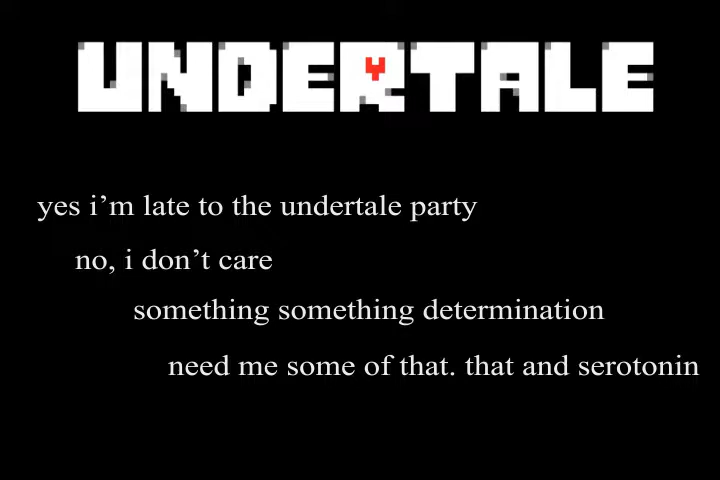 UNDERTALE
yes i’m late to the undertale party
no, i don’t care
something something determination
need me some of that. that and serotonin